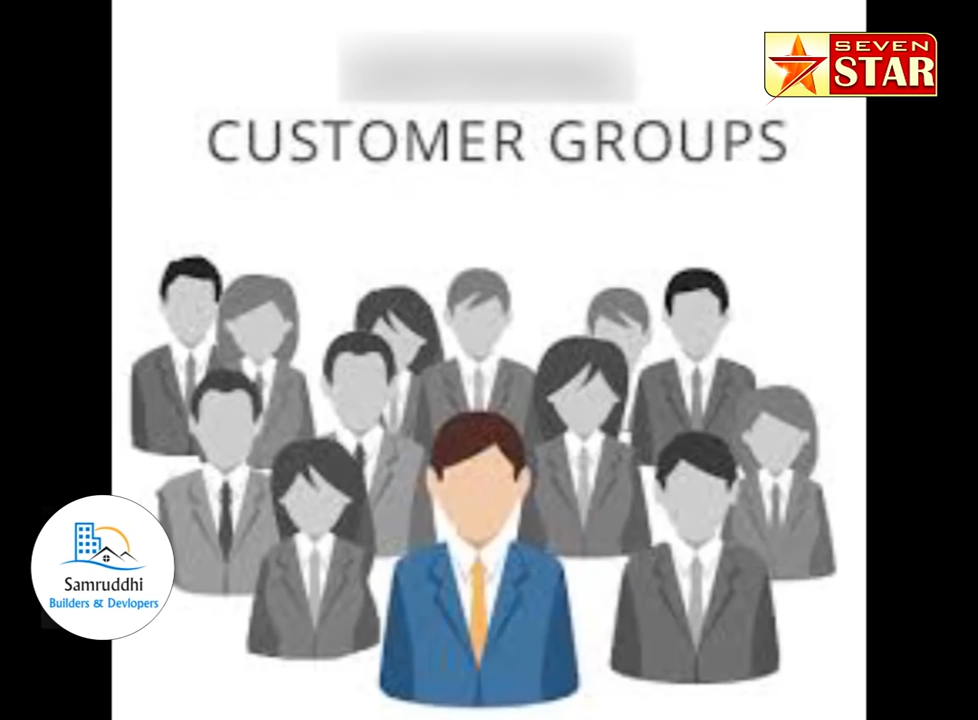 SEVEN
STAR
CUSTOMER GROUPS
Samruddhi
Builders & Devlopers